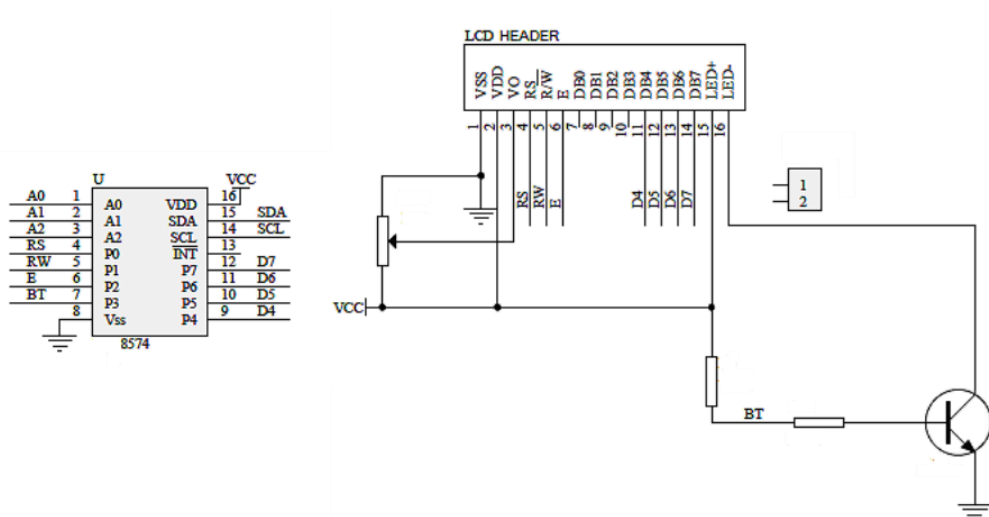 LCD HEADER
VSS
VDD
VO
RS
R/W
E
DB0
DB1
DB2
DB3
DB4
DB5
DB6
DB7
LED+
LED-
1
2
3
4
5
6
7
8
9
10
11
12
13
14
15
16
RS
RW
E
D4
D5
D6
D7
1
2
U
VCC
A0 1 A0 VDD 16
A1 2 A1 SDA 15 SDA
A2 3 A2 SCL 14 SCL
RS 4 P0 INT 13
RW 5 P1 P7 12 D7
E 6 P2 P6 11 D6
BT 7 P3 P5 10 D5
8 Vss P4 9 D4
8574
VCC
BT